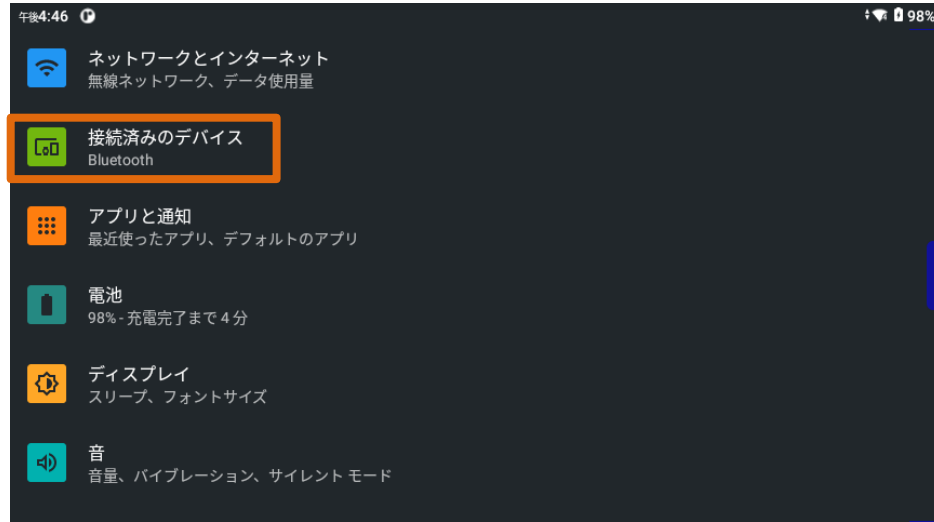 午後4:46 98%
ネットワークとインターネット
無線ネットワーク、データ使用量
接続済みのデバイス
Bluetooth
アプリと通知
最近使ったアプリ、デフォルトのアプリ
電池
98% - 充電完了まで 4 分
ディスプレイ
スリープ、フォントサイズ
音
音量、バイブレーション、サイレント モード